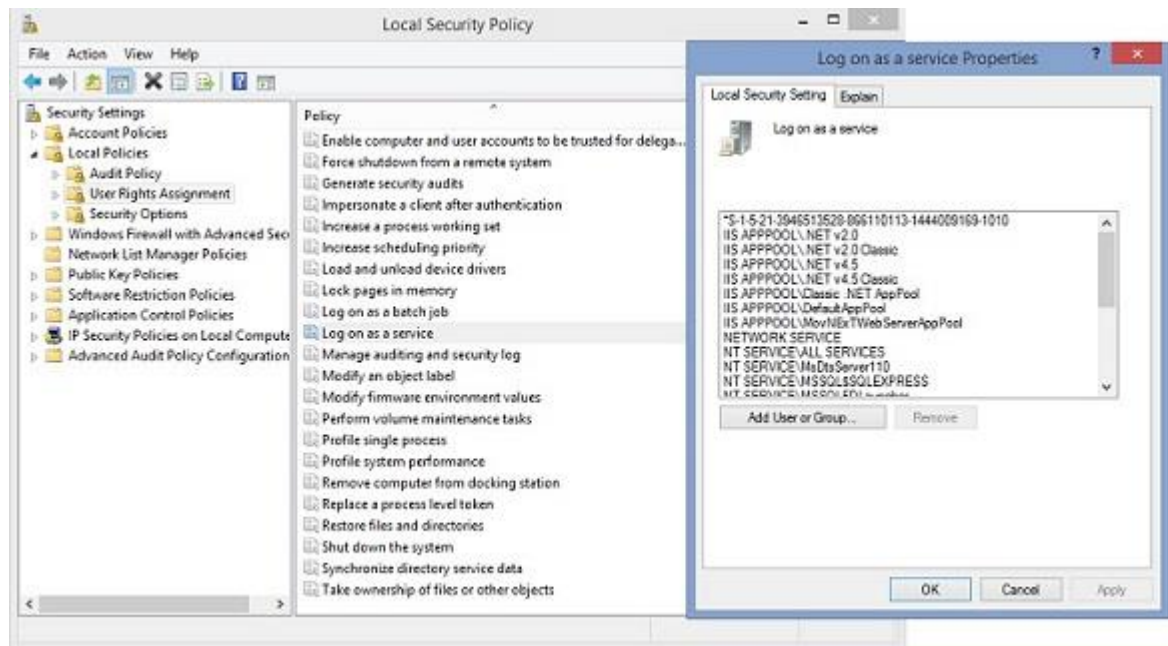 Local Security Policy
File Action View Help
Security Settings
Account Policies
Local Policies
Audit Policy
User Rights Assignment
Security Options
Windows Firewall with Advanced Secu
Network List Manager Policies
Public Key Policies
Software Restriction Policies
Application Control Policies
IP Security Policies on Local Compute
Advanced Audit Policy Configuration
Policy
Enable computer and user accounts to be trusted for delega...
Force shutdown from a remote system
Generate security audits
Impersonate a client after authentication
Increase a process working set
Increase scheduling priority
Load and unload device drivers
Lock pages in memory
Log on as a batch job
Log on as a service
Manage auditing and security log
Modify an object label
Modify firmware environment values
Perform volume maintenance tasks
Profile single process
Profile system performance
Remove computer from docking station
Replace a process level token
Restore files and directories
Shut down the system
Synchronize directory service data
Take ownership of files or other objects
Log on as a service Properties
Local Security Setting Explain
Log on as a service
*S-1-5-21-3946513528-866110113-1444009169-1010
IIS APPPOOL\.NET v2.0
IIS APPPOOL\.NET v2.0 Classic
IIS APPPOOL\.NET v4.5
IIS APPPOOL\.NET v4.5 Classic
IIS APPPOOL\Classic .NET AppPool
IIS APPPOOL\DefaultAppPool
IIS APPPOOL\MovNExTWebServerAppPool
NETWORK SERVICE
NT SERVICE\ALL SERVICES
NT SERVICE\MsDtsServer110
NT SERVICE\MSSQL$SQLEXPRESS
Add User or Group... Remove
OK Cancel Apply